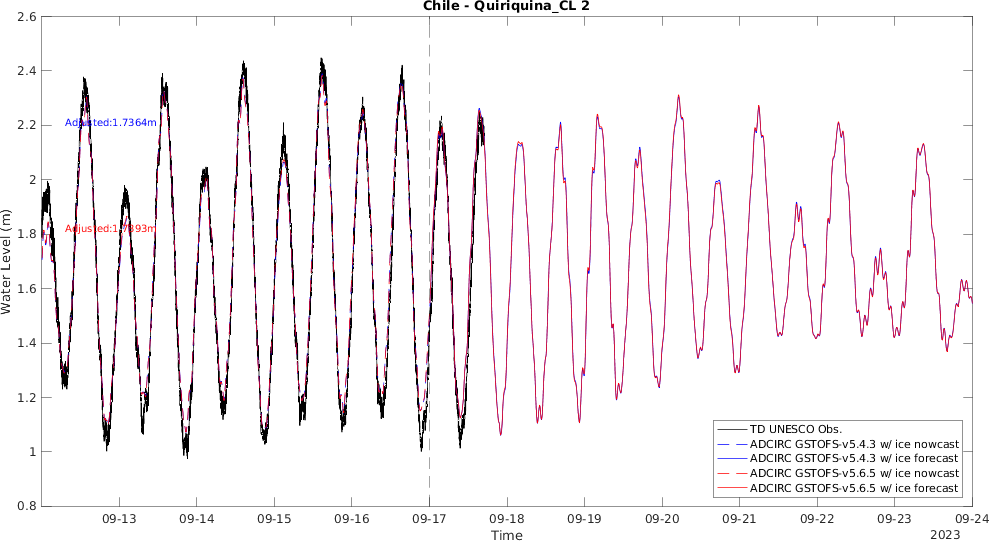 Chile - Quiriquina_CL 2
2.6
2.4
2.2
2
1.8
1.6
1.4
1.2
1
0.8
Water Level (m)
Adjusted:1.7364m
TD UNESCO Obs.
ADCIRC GSTOFS-v5.4.3 w/ ice nowcast
ADCIRC GSTOFS-v5.4.3 w/ ice forecast
ADCIRC GSTOFS-v5.6.5 w/ ice nowcast
ADCIRC GSTOFS-v5.6.5 w/ ice forecast
09-13 09-14 09-15 09-16 09-17 09-18 09-19 09-20 09-21 09-22 09-23 09-24
Time
2023